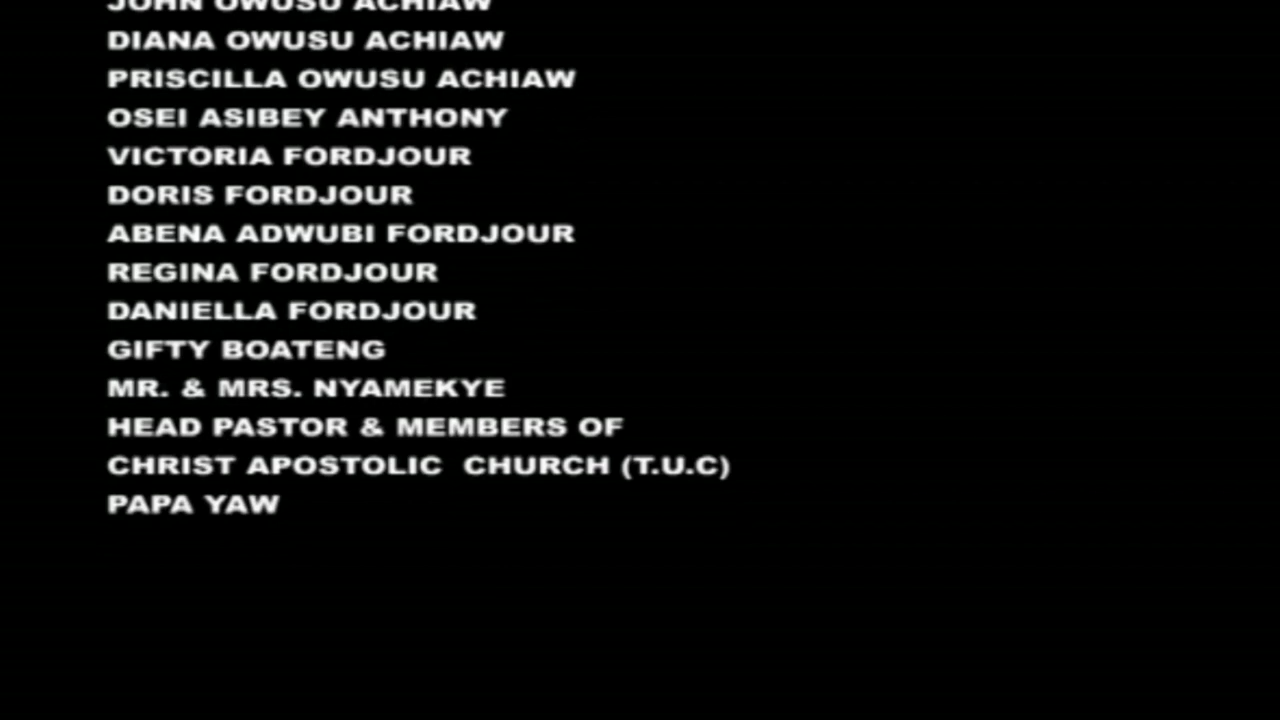 JOHN OWUSU ACHIAW
DIANA OWUSU ACHIAW
PRISCILLA OWUSU ACHIAW
OSEI ASIBEY ANTHONY
VICTORIA FORDJOUR
DORIS FORDJOUR
ABENA ADWUBI FORDJOUR
REGINA FORDJOUR
DANIELLA FORDJOUR
GIFTY BOATENG
MR. & MRS. NYAMEKYE
HEAD PASTOR & MEMBERS OF
CHRIST APOSTOLIC CHURCH (T.U.C)
PAPA YAW